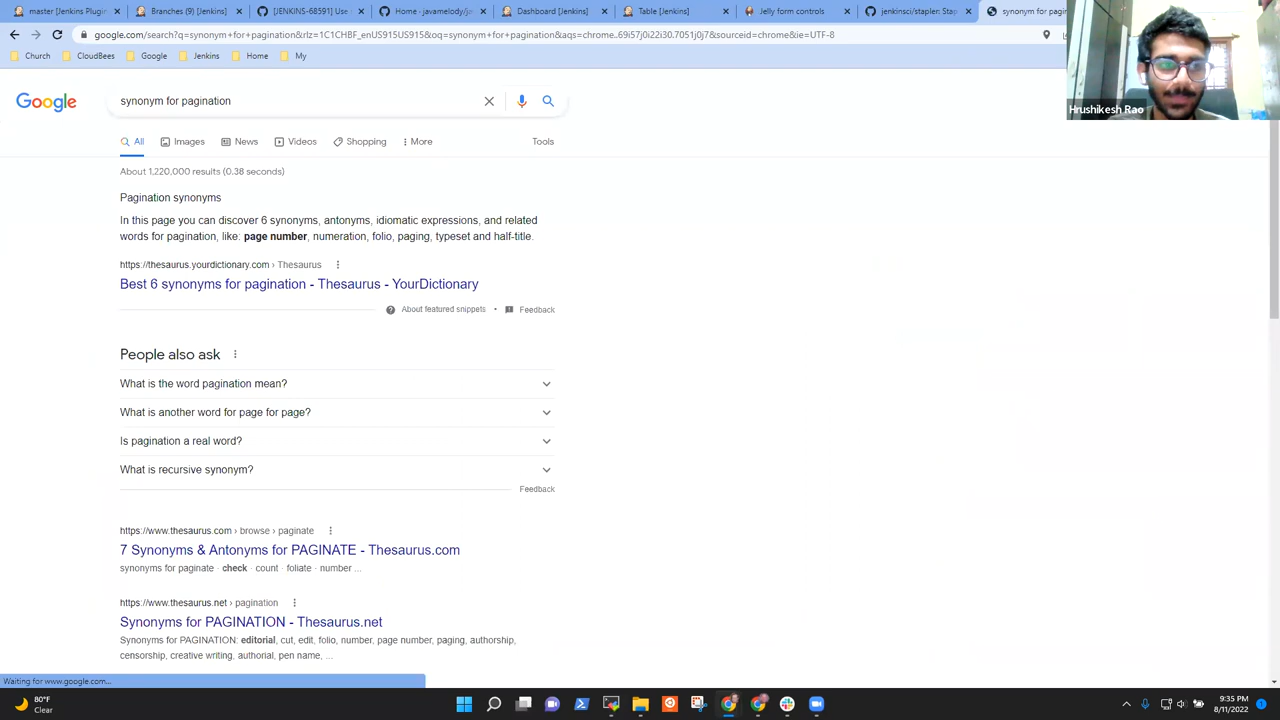 master Jenkins Plugin...
Branches (9) [Jenkins]
[JENKINS-68591] Use
Home · javamelody/j
Dashboard [Jenkins]
Table [Jenkins]
Jelly form controls
jenkinsci/stapler: Sta
synonym for pagin
google.com/search?q=synonym+for+pagination&rlz=1C1CHBF_enUS915US915&oq=synonym+for+pagination&aqs=chrome..69i57j0i22i30.7051j0j7&sourceid=chrome&ie=UTF-8
Church
CloudBees
Google
Jenkins
Home
My
Hrushikesh Rao
Google
synonym for pagination
All
Images
News
Videos
Shopping
More
Tools
About 1,220,000 results (0.38 seconds)
Pagination synonyms
In this page you can discover 6 synonyms, antonyms, idiomatic expressions, and related
words for pagination, like: page number, numeration, folio, paging, typeset and half-title.
https://thesaurus.yourdictionary.com › Thesaurus
Best 6 synonyms for pagination - Thesaurus - YourDictionary
About featured snippets • Feedback
People also ask
What is the word pagination mean?
What is another word for page for page?
Is pagination a real word?
What is recursive synonym?
Feedback
https://www.thesaurus.com › browse › paginate
7 Synonyms & Antonyms for PAGINATE - Thesaurus.com
synonyms for paginate · check · count · foliate · number ...
https://www.thesaurus.net › pagination
Synonyms for PAGINATION - Thesaurus.net
Synonyms for PAGINATION: editorial, cut, edit, folio, number, page number, paging, authorship,
censorship, creative writing, authorial, pen name, ...
Waiting for www.google.com...
80°F
Clear
9:35 PM
8/11/2022